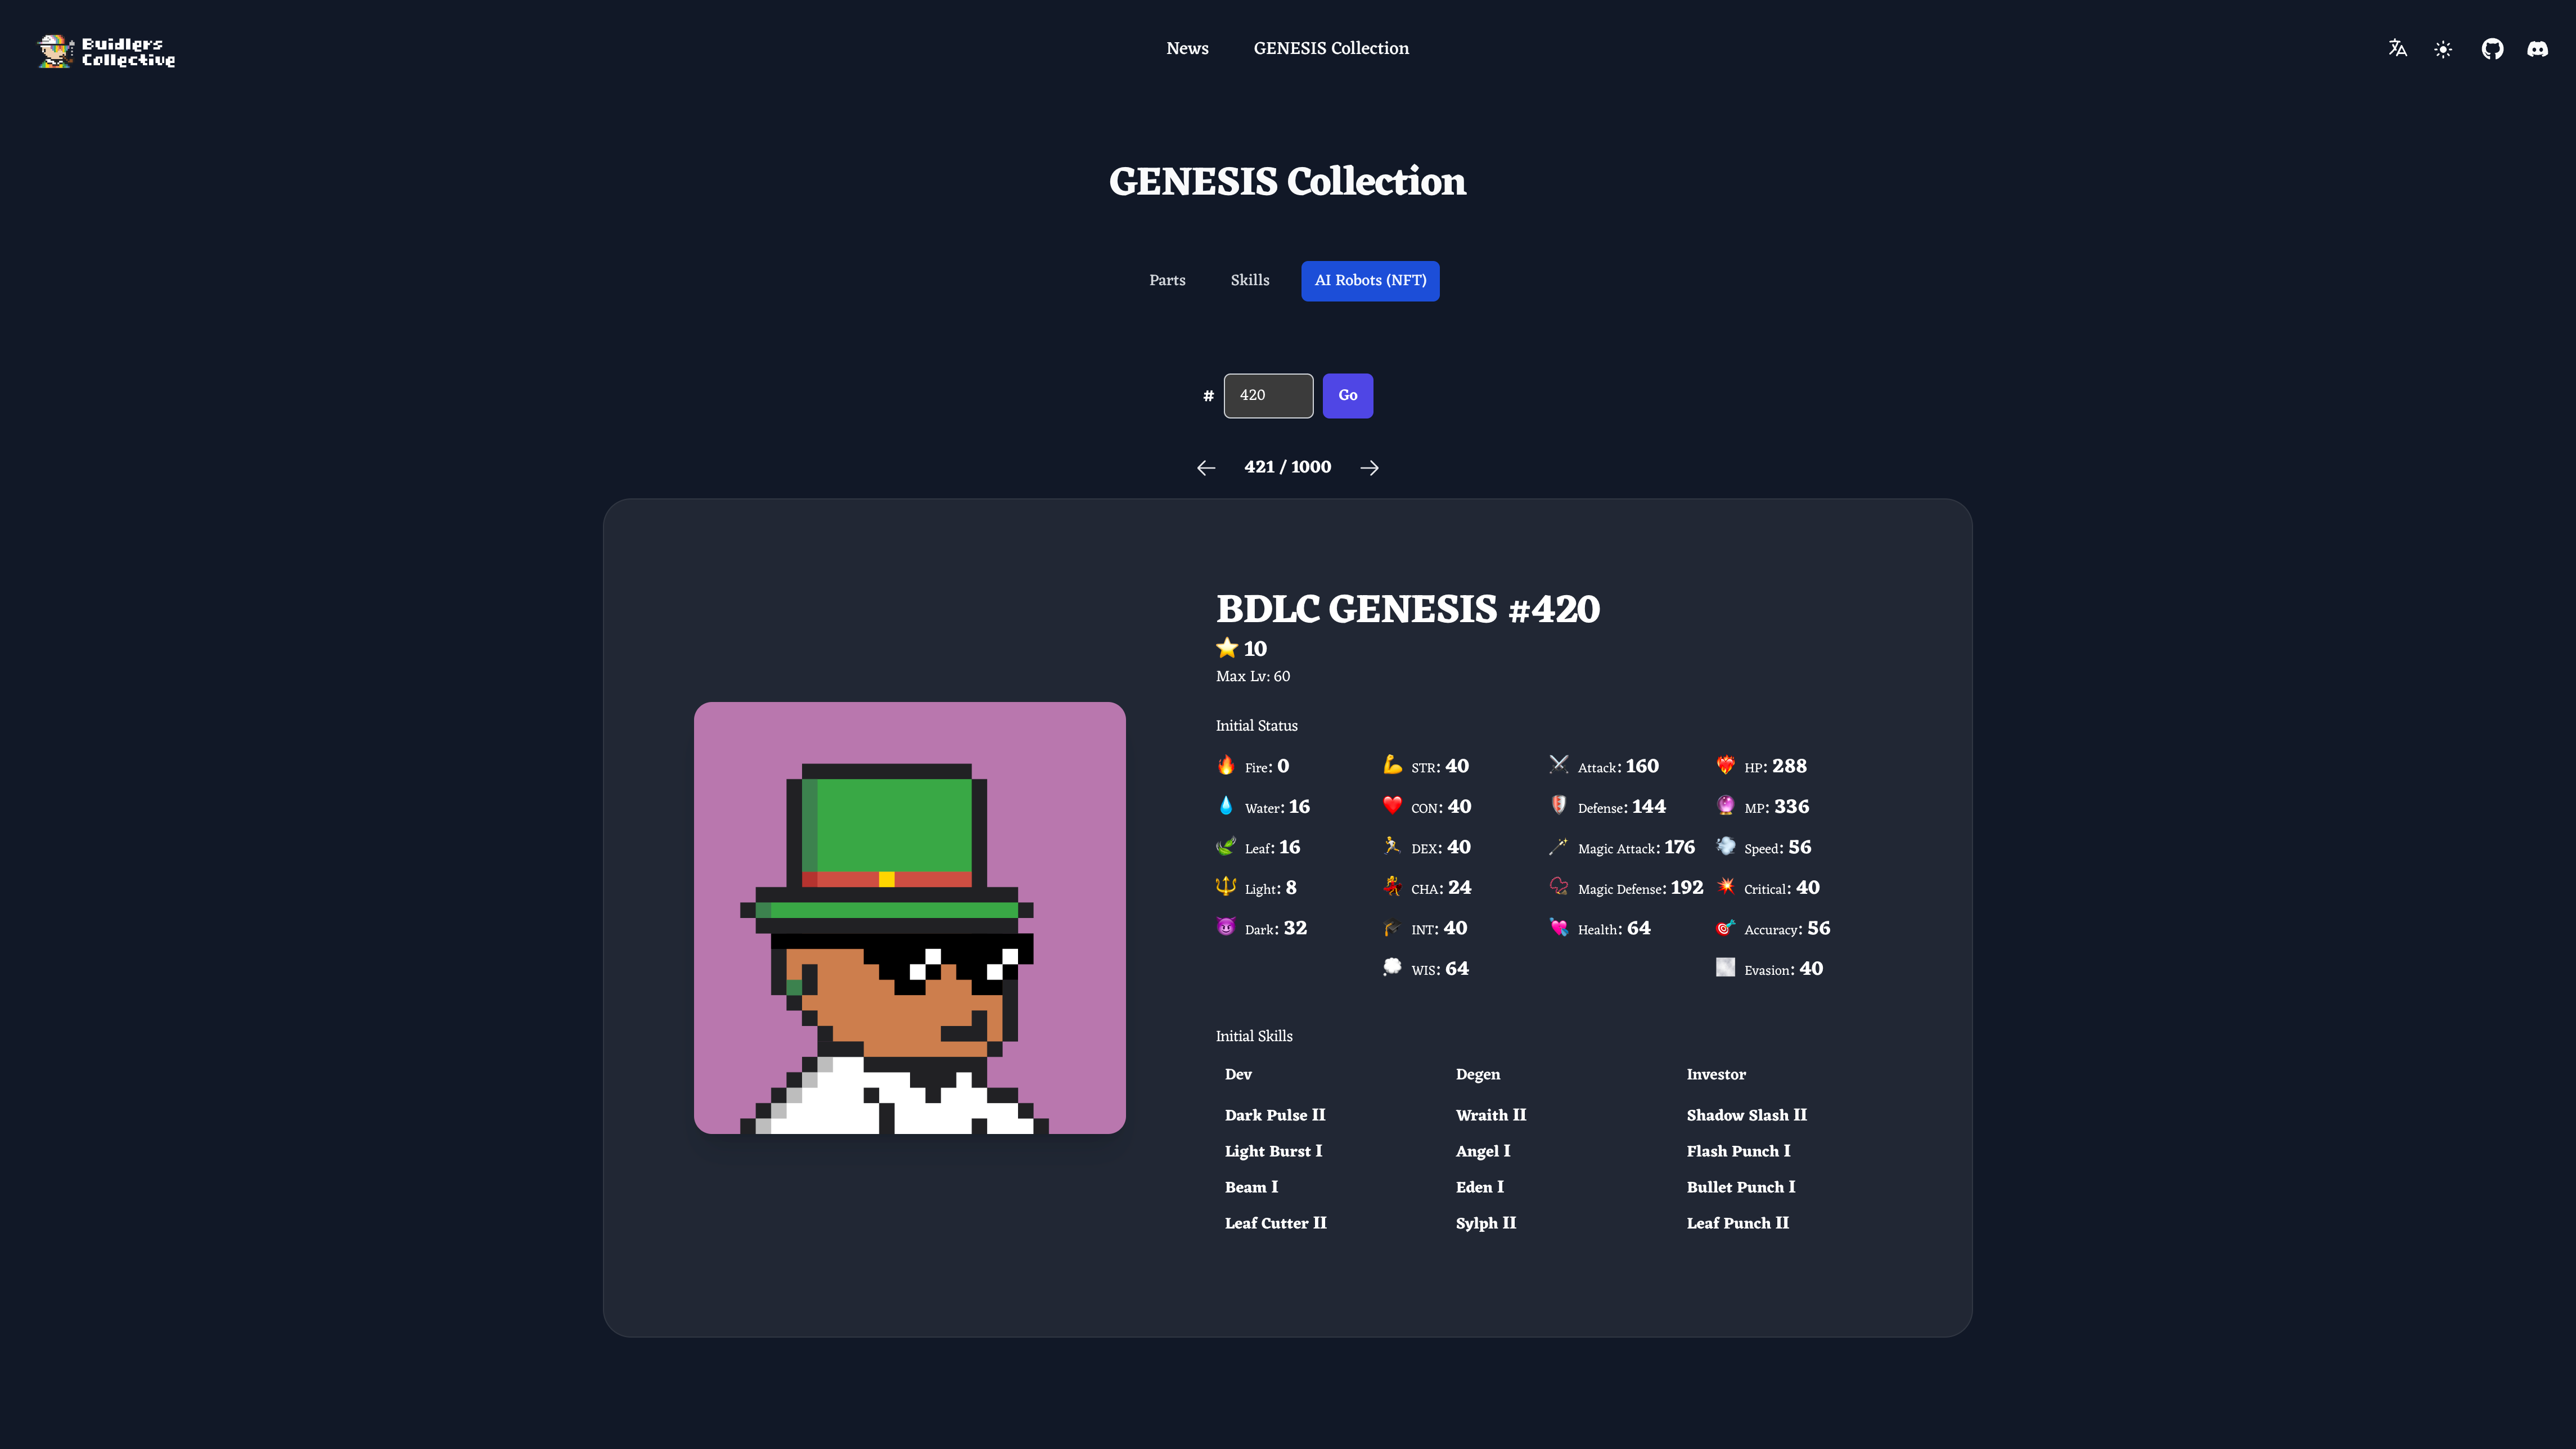 Buidlers
Collective
News
GENESIS Collection
GENESIS Collection
Parts
Skills
AI Robots (NFT)
# 420 Go
421 / 1000
BDLC GENESIS #420
10
Max Lv: 60
Initial Status
Fire: 0 STR: 40 Attack: 160 HP: 288
Water: 16 CON: 40 Defense: 144 MP: 336
Leaf: 16 DEX: 40 Magic Attack: 176 Speed: 56
Light: 8 CHA: 24 Magic Defense: 192 Critical: 40
Dark: 32 INT: 40 Health: 64 Accuracy: 56
WIS: 64 Evasion: 40
Initial Skills
Dev Degen Investor
Dark Pulse II Wraith II Shadow Slash II
Light Burst I Angel I Flash Punch I
Beam I Eden I Bullet Punch I
Leaf Cutter II Sylph II Leaf Punch II